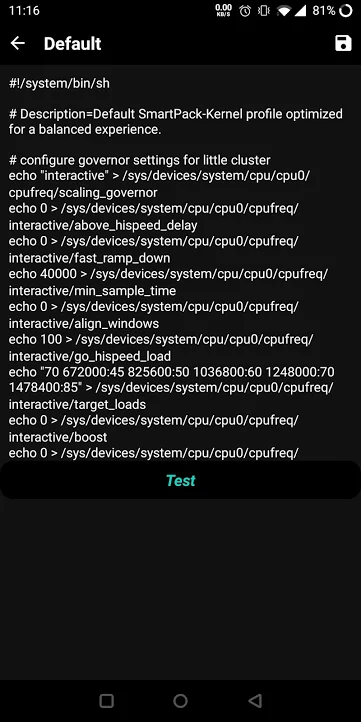 11:16
0.00
KB/S
81%
Default
#!/system/bin/sh
# Description=Default SmartPack-Kernel profile optimized
for a balanced experience.
# configure governor settings for little cluster
echo "interactive" > /sys/devices/system/cpu/cpu0/
cpufreq/scaling_governor
echo 0 > /sys/devices/system/cpu/cpu0/cpufreq/
interactive/above_hispeed_delay
echo 0 > /sys/devices/system/cpu/cpu0/cpufreq/
interactive/fast_ramp_down
echo 40000 > /sys/devices/system/cpu/cpu0/cpufreq/
interactive/min_sample_time
echo 0 > /sys/devices/system/cpu/cpu0/cpufreq/
interactive/align_windows
echo 100 > /sys/devices/system/cpu/cpu0/cpufreq/
interactive/go_hispeed_load
echo "70 672000:45 825600:50 1036800:60 1248000:70
1478400:85" > /sys/devices/system/cpu/cpu0/cpufreq/
interactive/target_loads
echo 0 > /sys/devices/system/cpu/cpu0/cpufreq/
interactive/boost
echo 0 > /sys/devices/system/cpu/cpu0/cpufreq/
Test